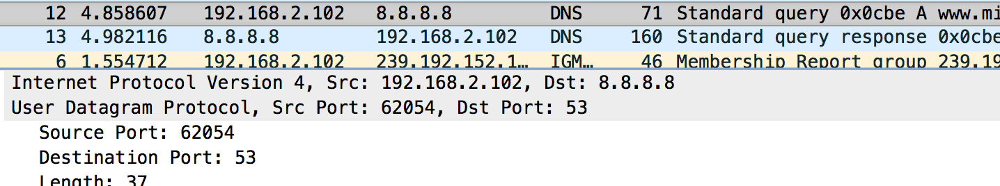 12 4.858607 192.168.2.102 8.8.8.8 DNS 71 Standard query 0x0cbe A www.mi
13 4.982116 8.8.8.8 192.168.2.102 DNS 160 Standard query response 0x0cbe
6 1.554712 192.168.2.102 239.192.152.1… IGM… 46 Membership Report group 239.19
Internet Protocol Version 4, Src: 192.168.2.102, Dst: 8.8.8.8
User Datagram Protocol, Src Port: 62054, Dst Port: 53
Source Port: 62054
Destination Port: 53
Length: 37